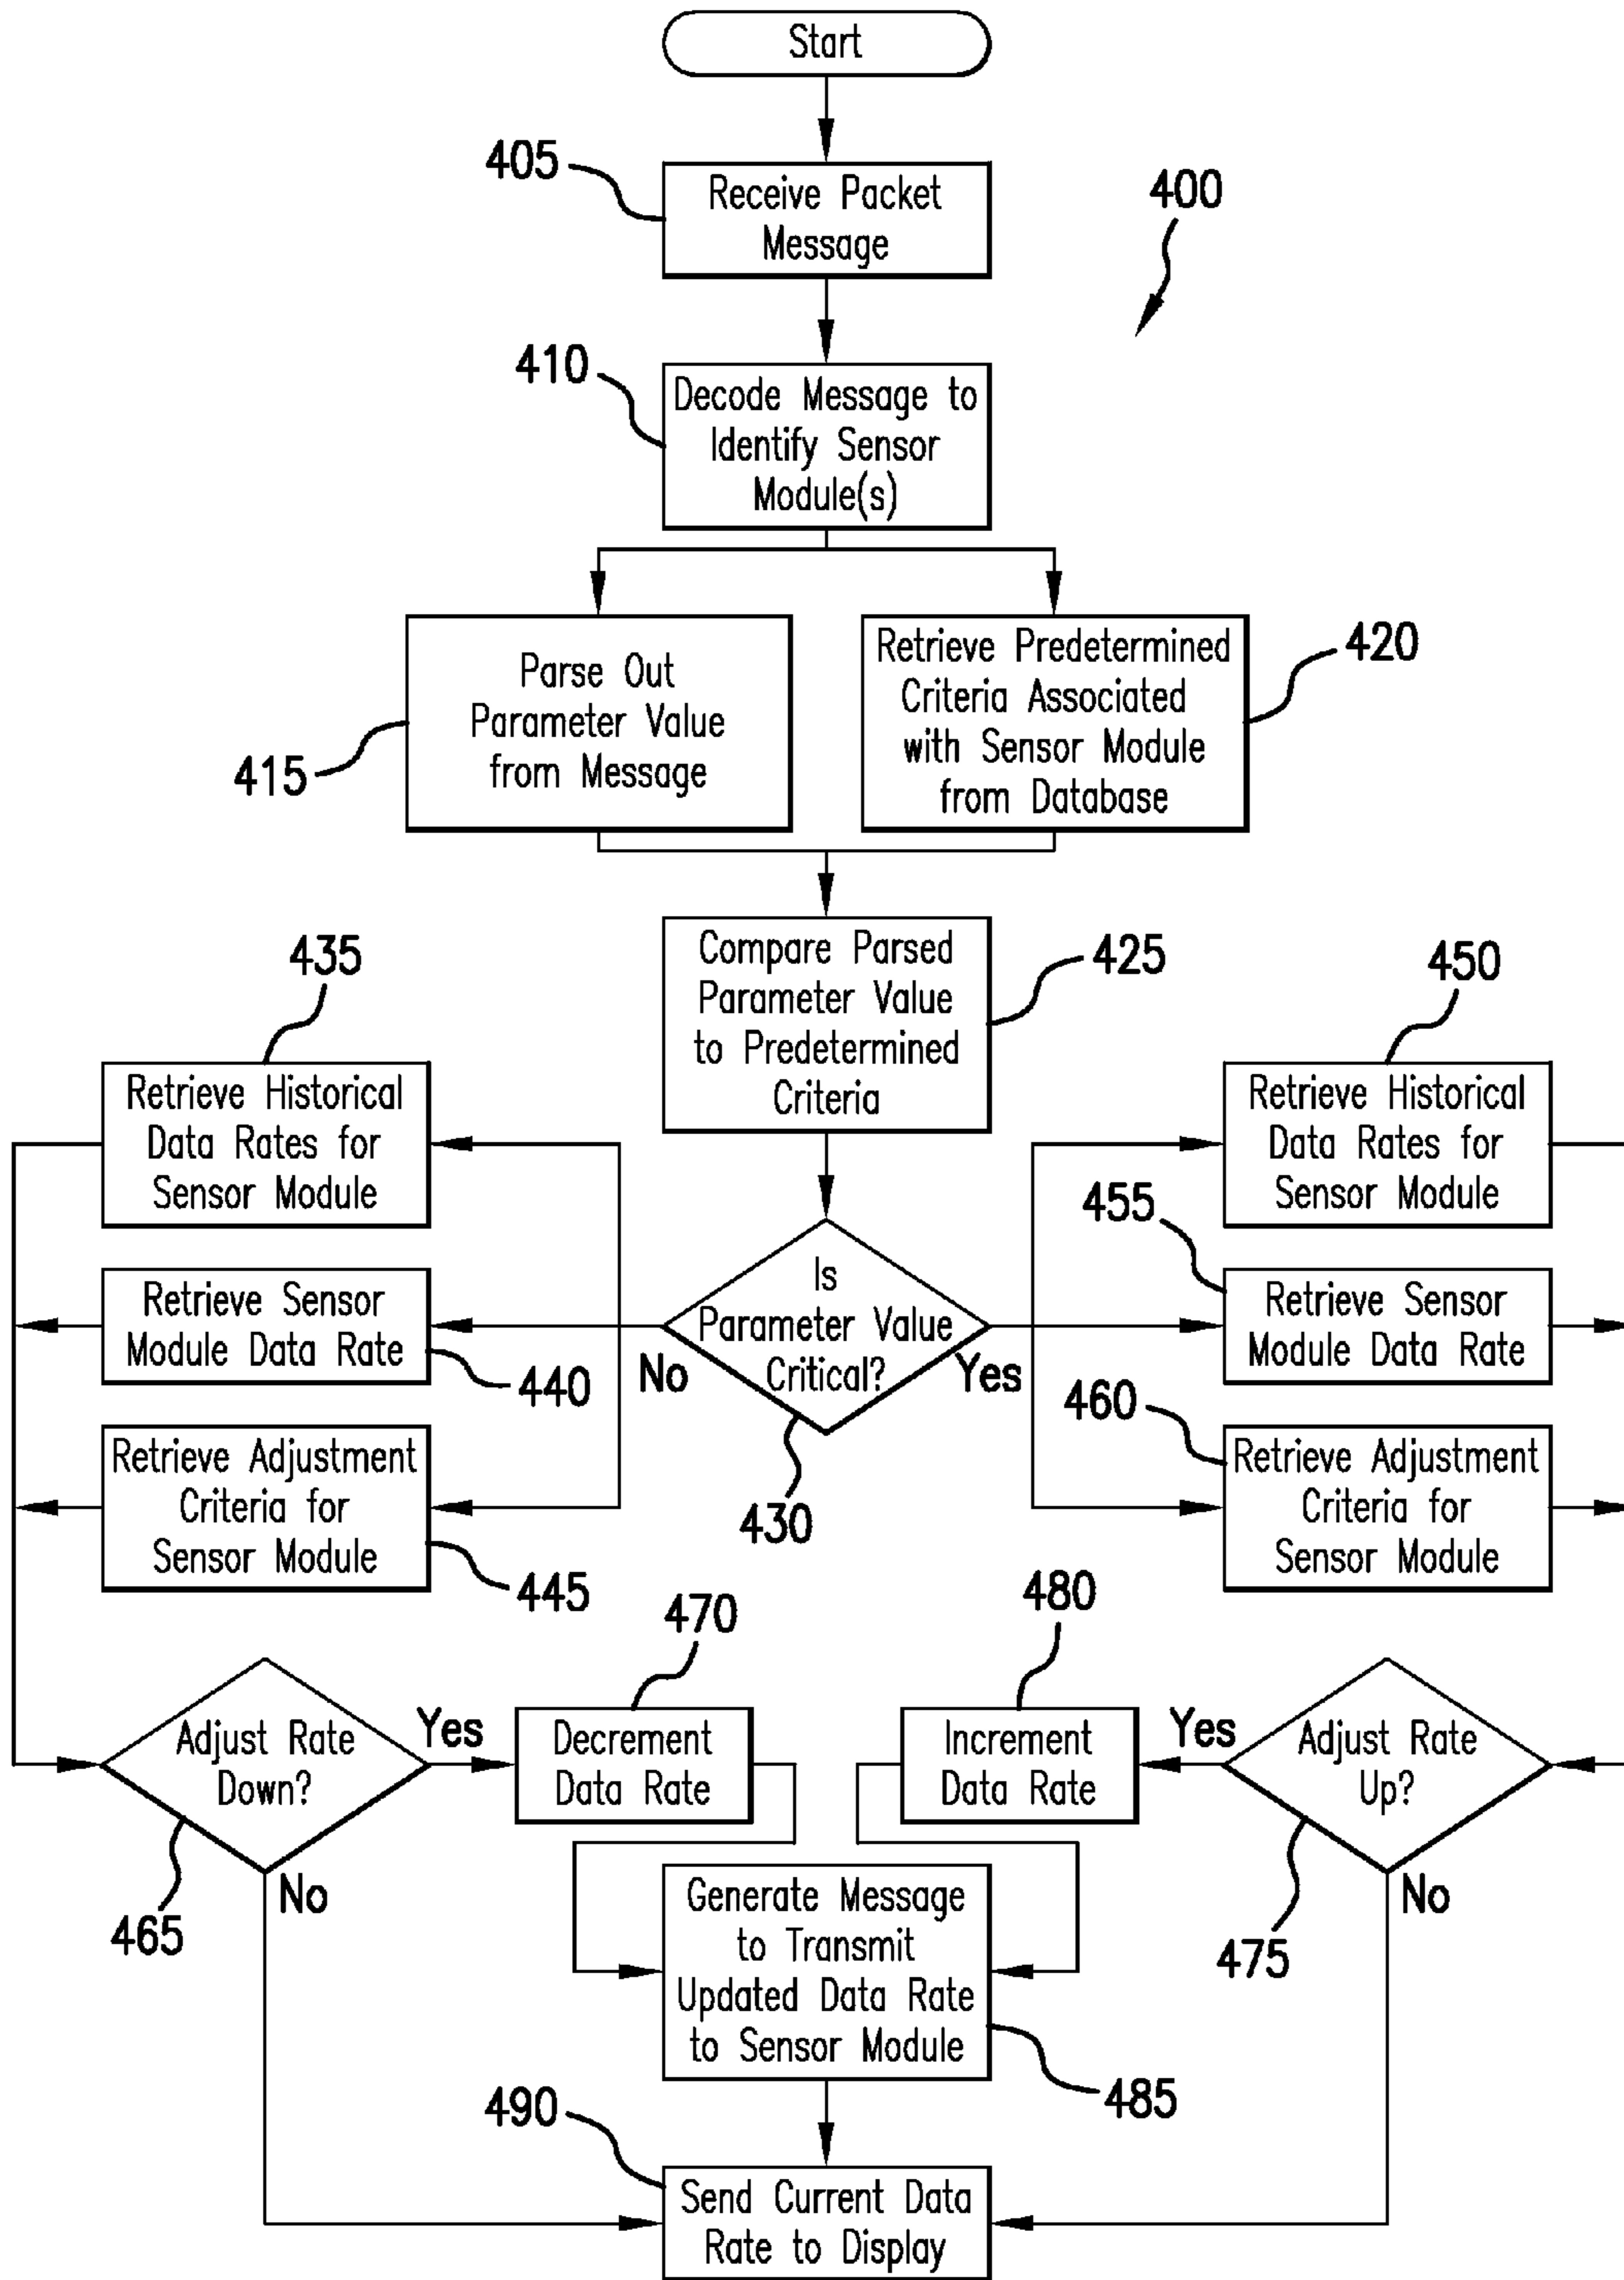 Start
405
Receive Packet
Message
400
410
Decode Message to
Identify Sensor
Module(s)
Parse Out
Parameter Value
from Message
415
Retrieve Predetermined
Criteria Associated
with Sensor Module
from Database
420
Compare Parsed
Parameter Value
to Predetermined
Criteria
425
435
Retrieve Historical
Data Rates for
Sensor Module
450
Retrieve Historical
Data Rates for
Sensor Module
Retrieve Sensor
Module Data Rate
440
Is
Parameter Value
Critical?
No
Yes
430
455
Retrieve Sensor
Module Data Rate
Retrieve Adjustment
Criteria for
Sensor Module
445
460
Retrieve Adjustment
Criteria for
Sensor Module
Adjust Rate
Down?
Yes
No
465
470
Decrement
Data Rate
480
Increment
Data Rate
Yes
Adjust Rate
Up?
No
475
Generate Message
to Transmit
Updated Data Rate
to Sensor Module
485
490
Send Current Data
Rate to Display